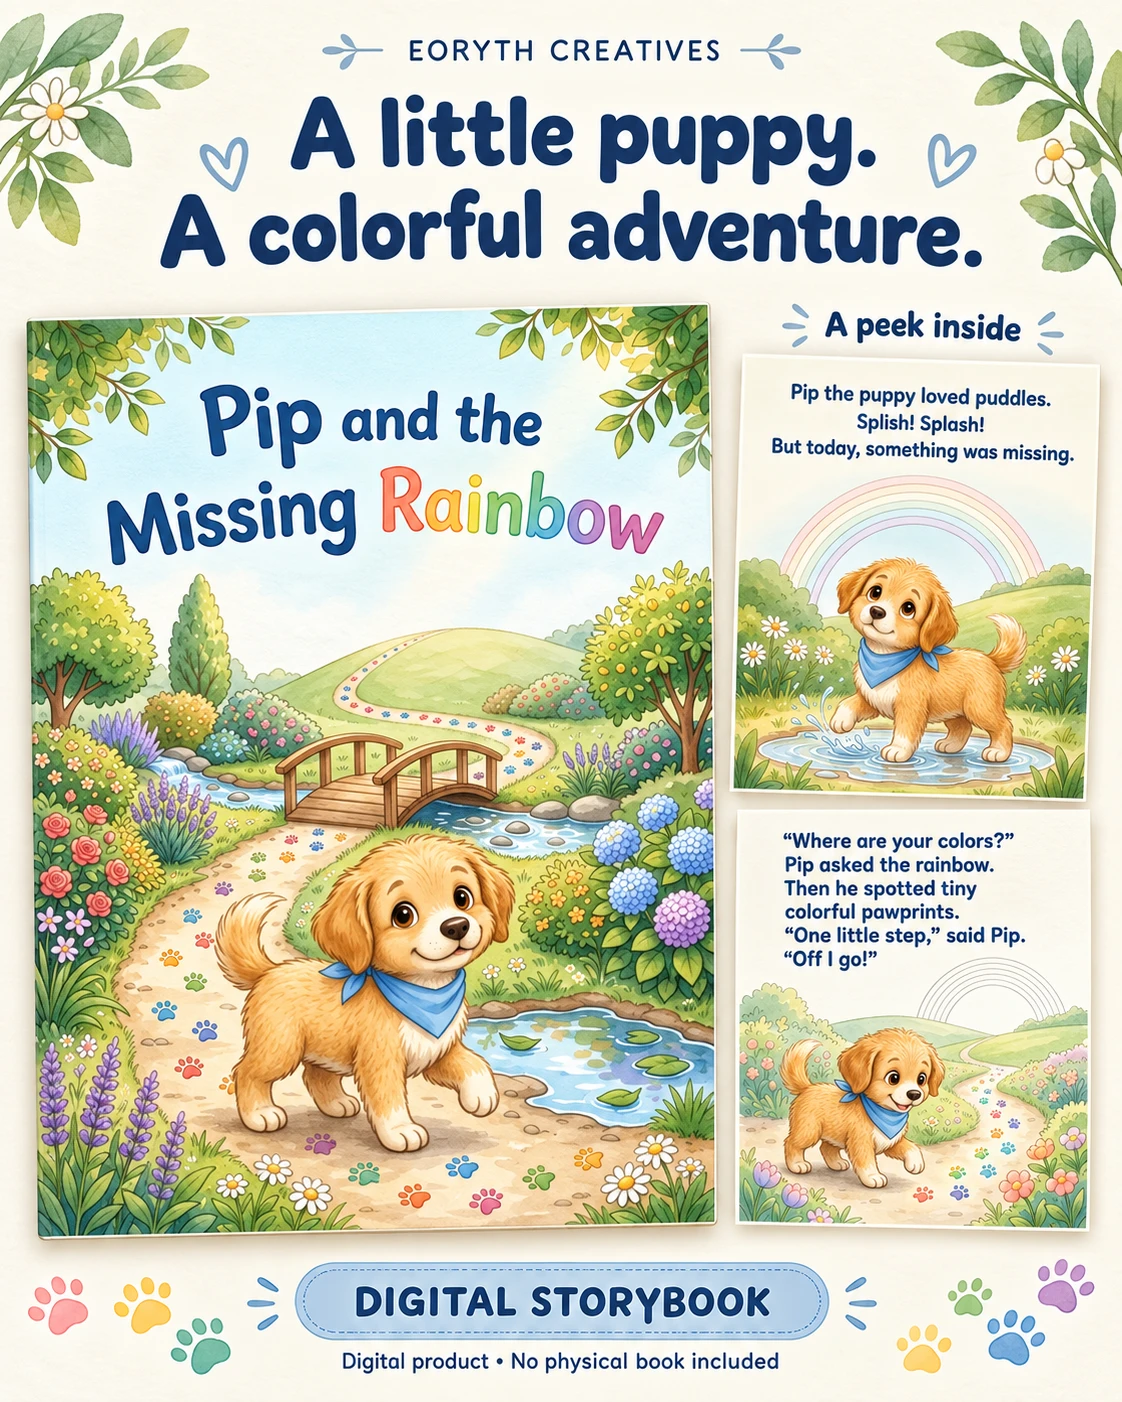 EORYTH CREATIVES
A little puppy.
A colorful adventure.
Pip and the
Missing Rainbow
A peek inside
Pip the puppy loved puddles.
Splish! Splash!
But today, something was missing.
“Where are your colors?”
Pip asked the rainbow.
Then he spotted tiny
colorful pawprints.
“One little step,” said Pip.
“Off I go!”
DIGITAL STORYBOOK
Digital product • No physical book included